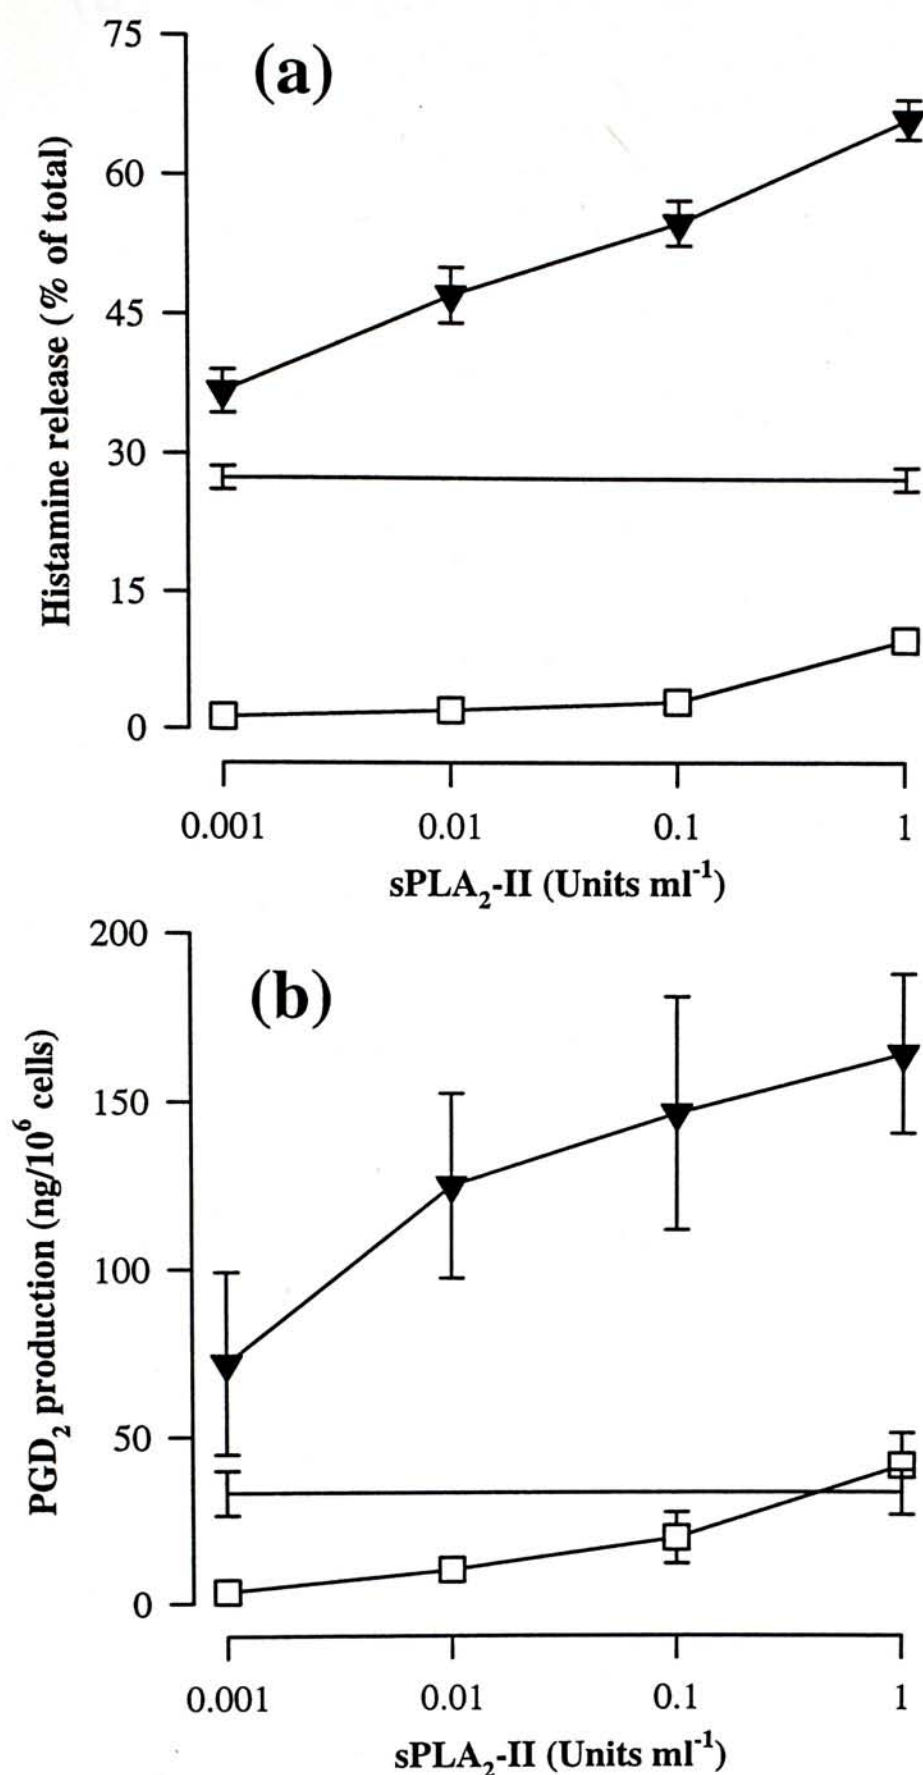 (a)
Histamine release (% of total)
75
60
45
30
15
0
0.001 0.01 0.1 1
sPLA₂-II (Units ml⁻¹)
(b)
PGD₂ production (ng/10⁶ cells)
200
150
100
50
0
0.001 0.01 0.1 1
sPLA₂-II (Units ml⁻¹)